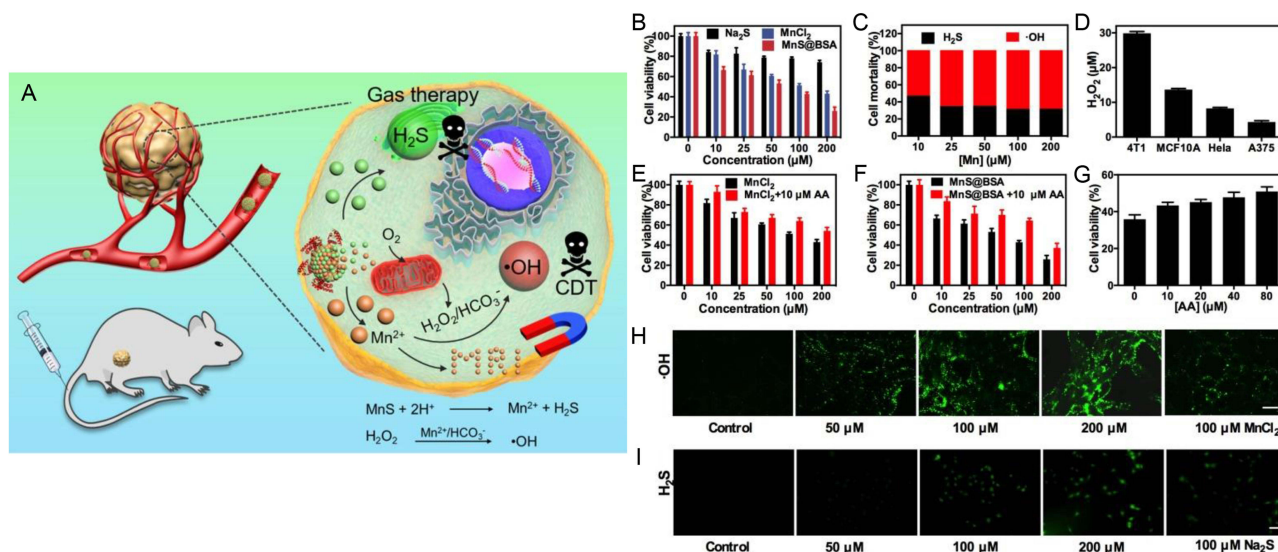 A
Gas therapy
H₂S
O₂
•OH
CDT
H₂O₂/HCO₃⁻
Mn²⁺
MRI
MnS + 2H⁺ → Mn²⁺ + H₂S
H₂O₂ Mn²⁺/HCO₃⁻ → •OH
B
Cell viability (%)
100
80
60
40
20
0
Na₂S
MnCl₂
MnS@BSA
0 10 25 50 100 200
Concentration (μM)
C
Cell mortality (%)
120
100
80
60
40
20
0
H₂S
·OH
10 25 50 100 200
[Mn] (μM)
D
H₂O₂ (μM)
30
20
10
0
4T1 MCF10A Hela A375
E
Cell viability (%)
100
80
60
40
20
0
MnCl₂
MnCl₂+10 μM AA
0 10 25 50 100 200
Concentration (μM)
F
Cell viability (%)
100
80
60
40
20
0
MnS@BSA
MnS@BSA +10 μM AA
0 10 25 50 100 200
Concentration (μM)
G
Cell viability (%)
60
40
20
0
0 10 20 40 80
[AA] (μM)
H
·OH
Control 50 μM 100 μM 200 μM 100 μM MnCl₂
I
H₂S
Control 50 μM 100 μM 200 μM 100 μM Na₂S